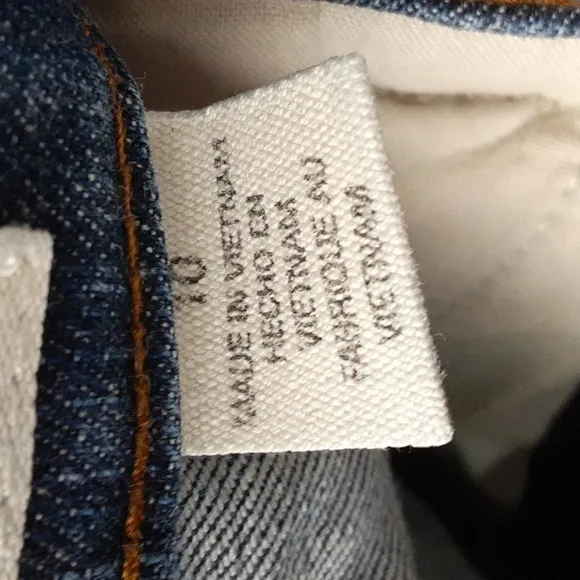 10
MADE IN VIETNAM
HECHO EN
VIETNAM
FABRIQUE AU
VIETNAM